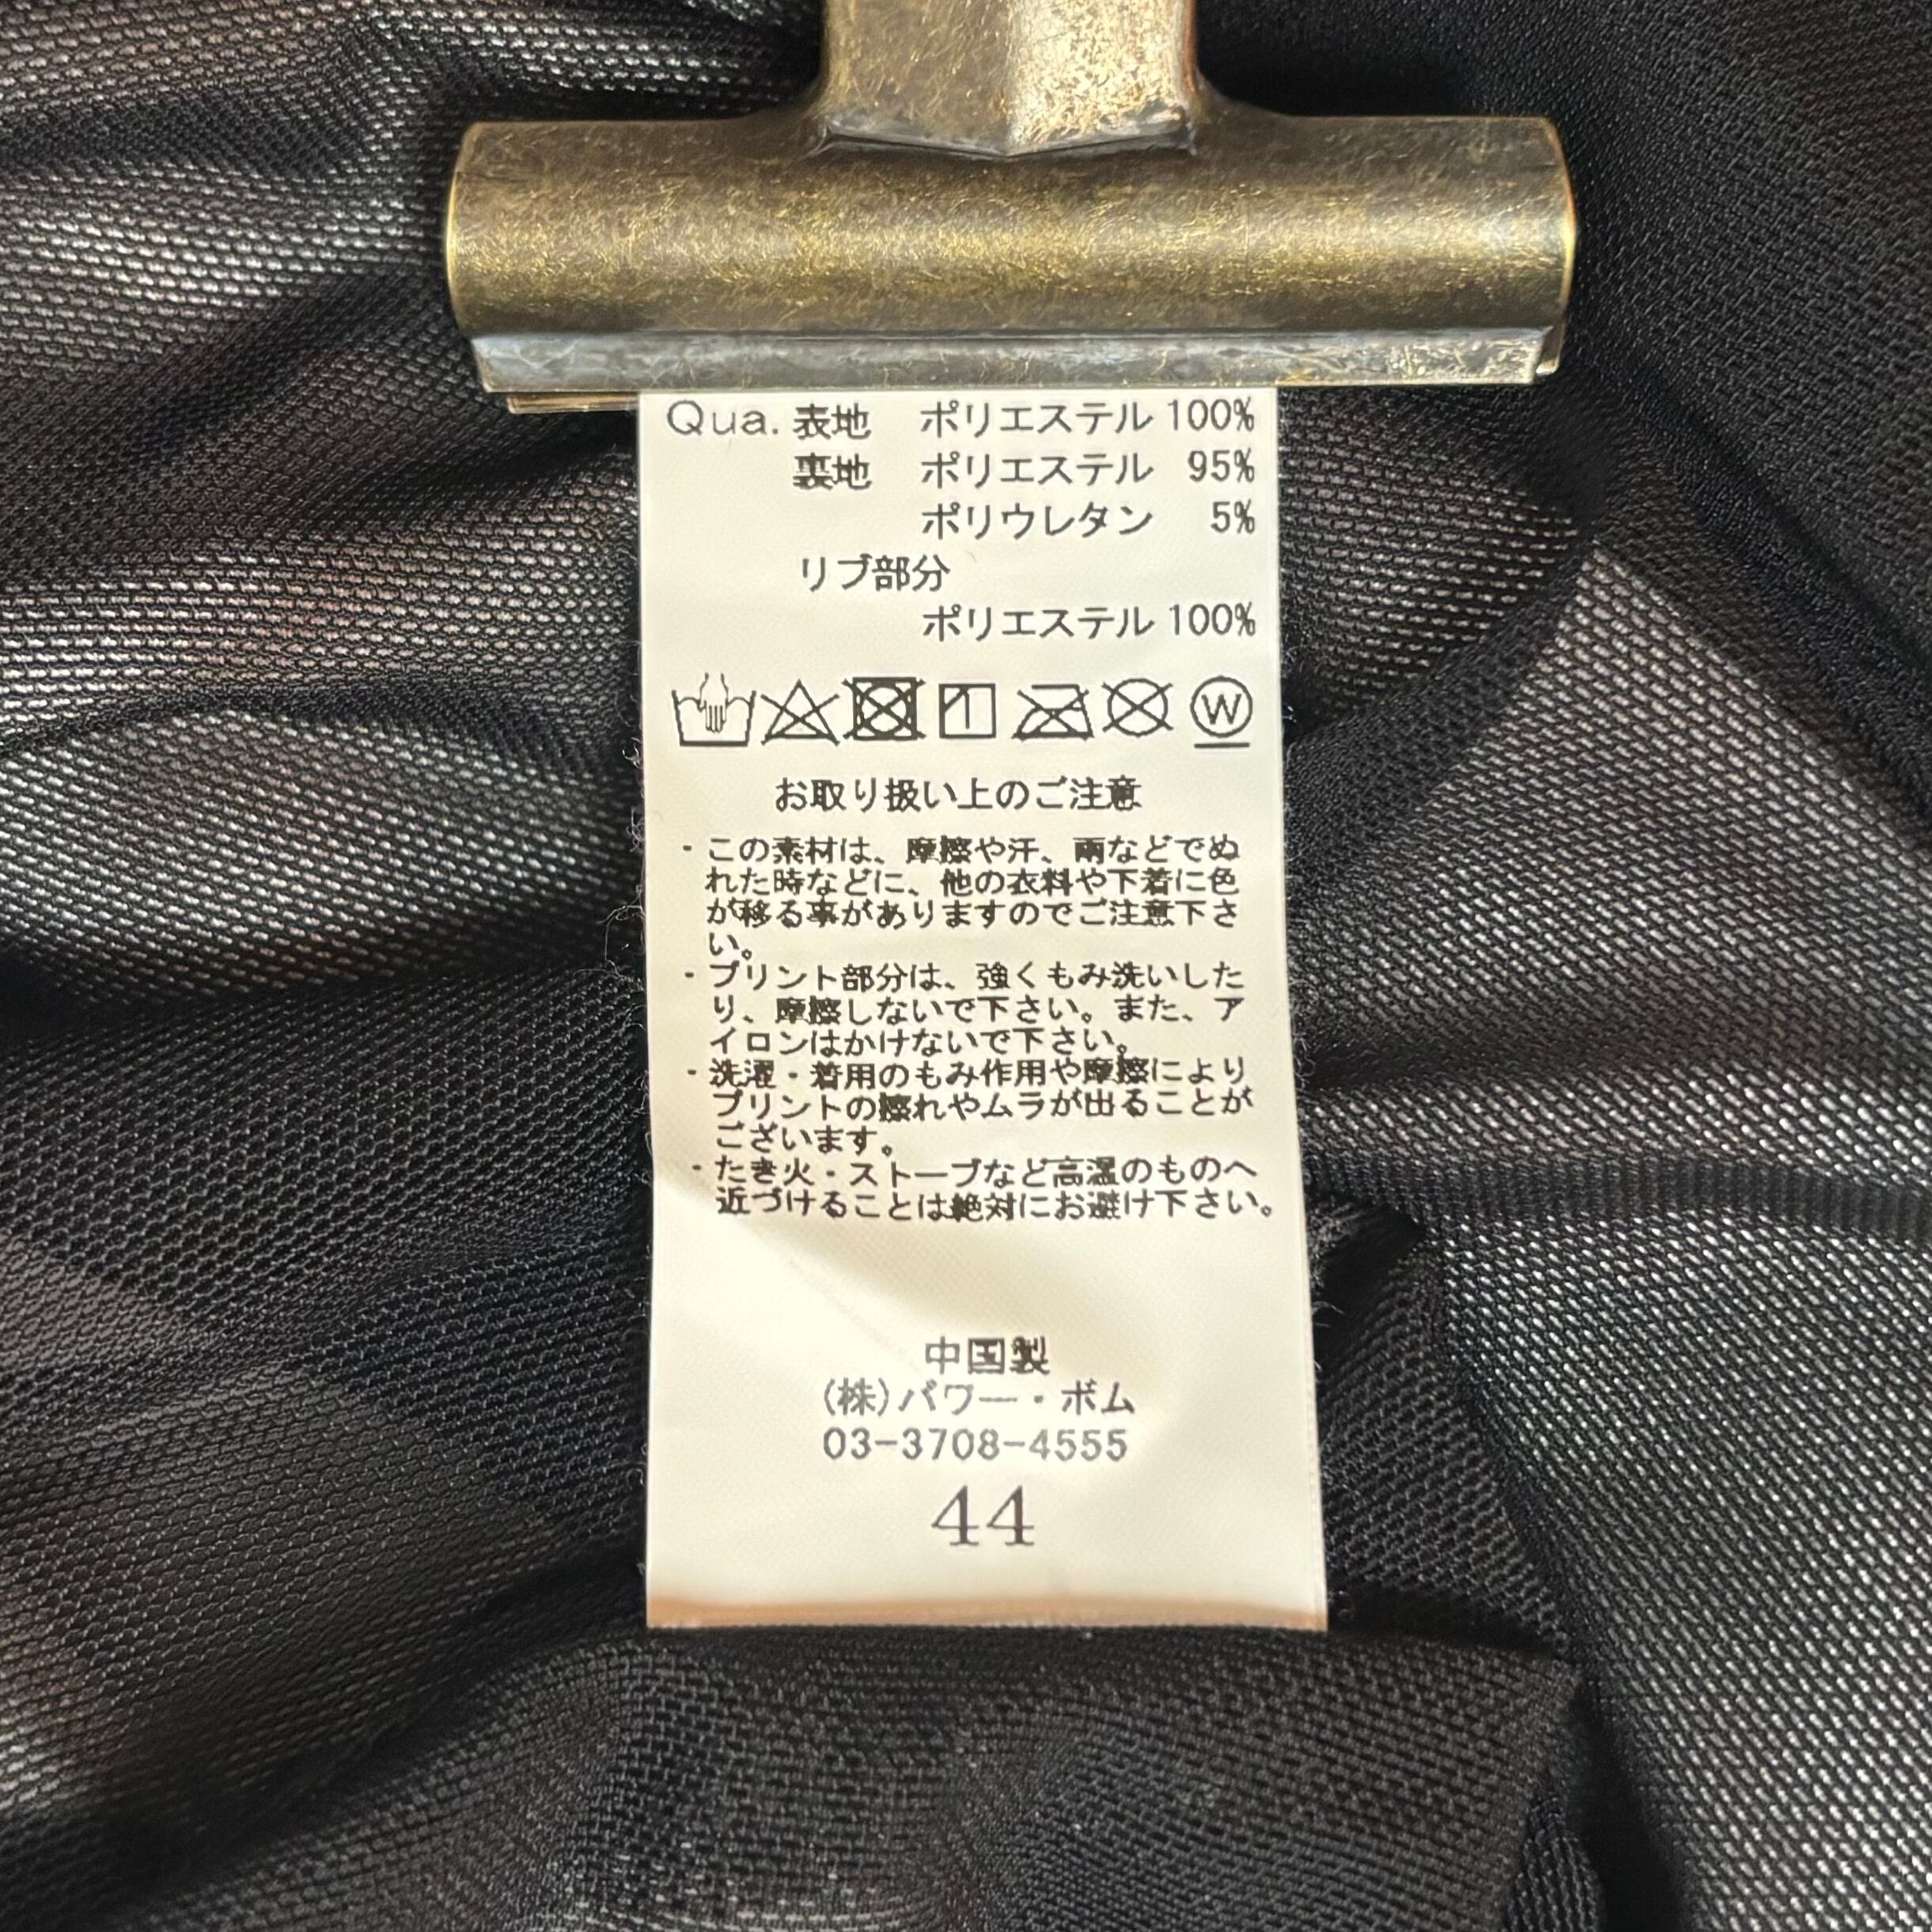 Qua. 表地 ポリエステル 100%
裏地 ポリエステル 95%
ポリウレタン 5%
リブ部分
ポリエステル 100%
W
お取り扱い上のご注意
・この素材は、摩擦や汗、雨などでぬ
れた時などに、他の衣料や下着に色
が移る事がありますのでご注意下さ
い。
・プリント部分は、強くもみ洗いした
り、摩擦しないで下さい。また、ア
イロンはかけないで下さい。
・洗濯・着用のもみ作用や摩擦により
プリントの擦れやムラが出ることが
ございます。
・たき火・ストーブなど高温のものへ
近づけることは絶対にお避け下さい。
中国製
(株)パワー・ボム
03-3708-4555
44